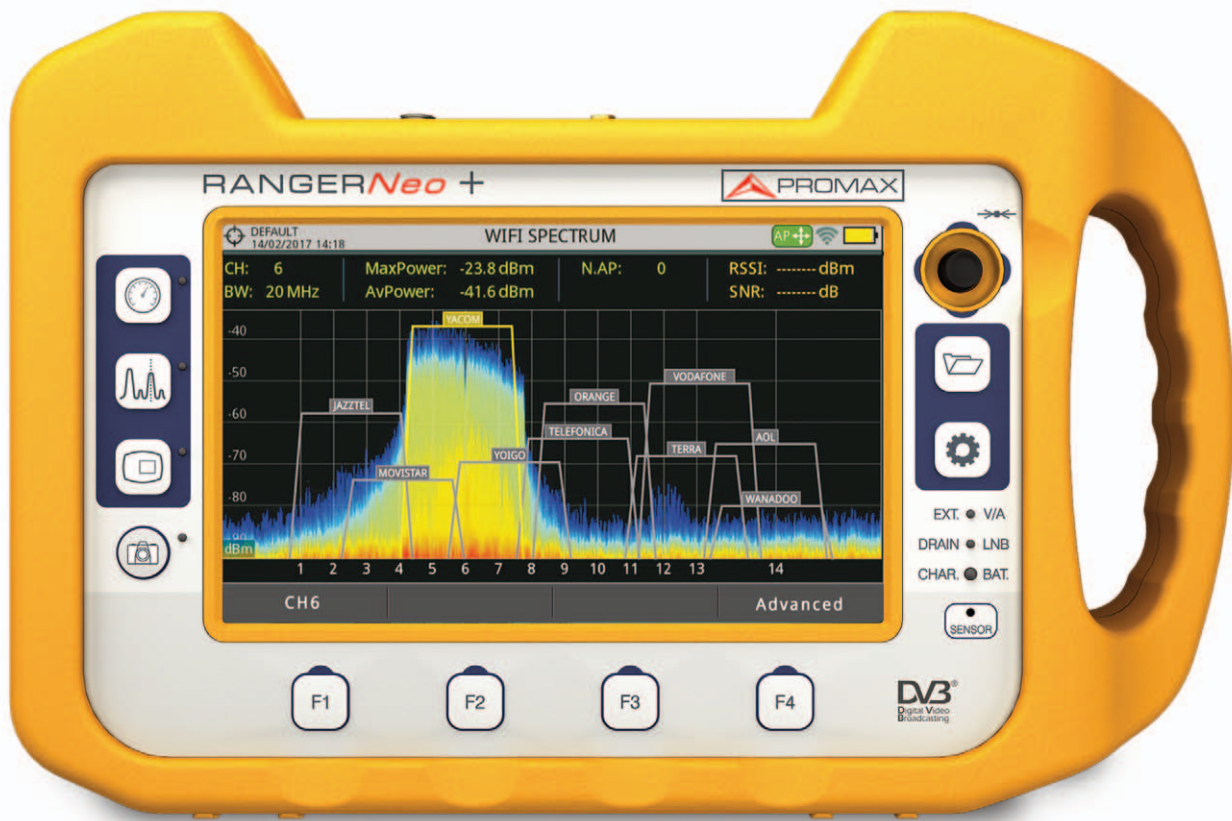 RANGERNeo +
PROMAX
DEFAULT
14/02/2017 14:18
WIFI SPECTRUM
AP
CH: 6
BW: 20 MHz
MaxPower: -23.8 dBm
AvPower: -41.6 dBm
N.AP: 0
RSSI: -------- dBm
SNR: -------- dB
YACOM
-40
-50
VODAFONE
ORANGE
JAZZTEL
-60
TELEFONICA
AOL
TERRA
YOIGO
-70
MOVISTAR
WANADOO
-80
-90
dBm
1 2 3 4 5 6 7 8 9 10 11 12 13 14
CH6
Advanced
EXT. V/A
DRAIN LNB
CHAR. BAT.
SENSOR
F1 F2 F3 F4
DVB®
Digital Video
Broadcasting